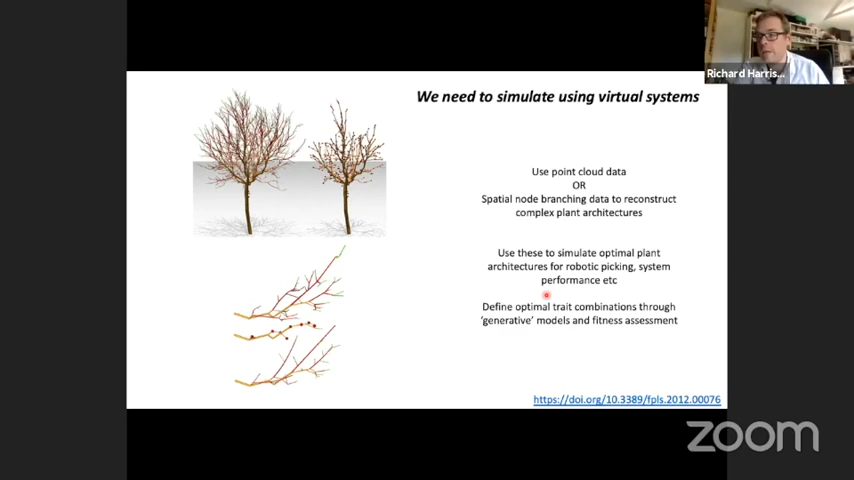 Richard Harris...
We need to simulate using virtual systems
Use point cloud data
OR
Spatial node branching data to reconstruct
complex plant architectures
Use these to simulate optimal plant
architectures for robotic picking, system
performance etc
Define optimal trait combinations through
‘generative’ models and fitness assessment
https://doi.org/10.3389/fpls.2012.00076
zoom